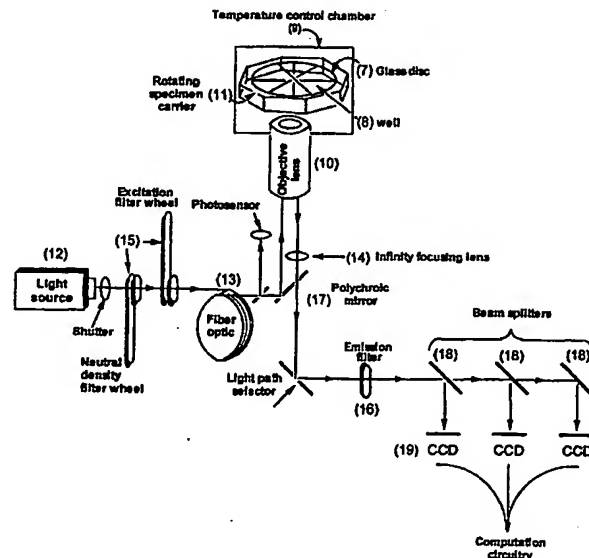 Temperature control chamber
(9)
(7) Glass disc
Rotating
specimen (11)
carrier
(8) well
Objective
lens
(10)
Excitation
filter wheel
Photosensor
(12)
(15)
(14) Infinity focusing lens
(13)
Light
source
(17) Polychroic
mirror
Shutter
Fiber
optic
Beam splitters
Neutral
density
filter wheel
Emission
filter
(18)
(18)
(18)
Light path
selector
(16)
(19) CCD
CCD
CCD
Computation
circuitry